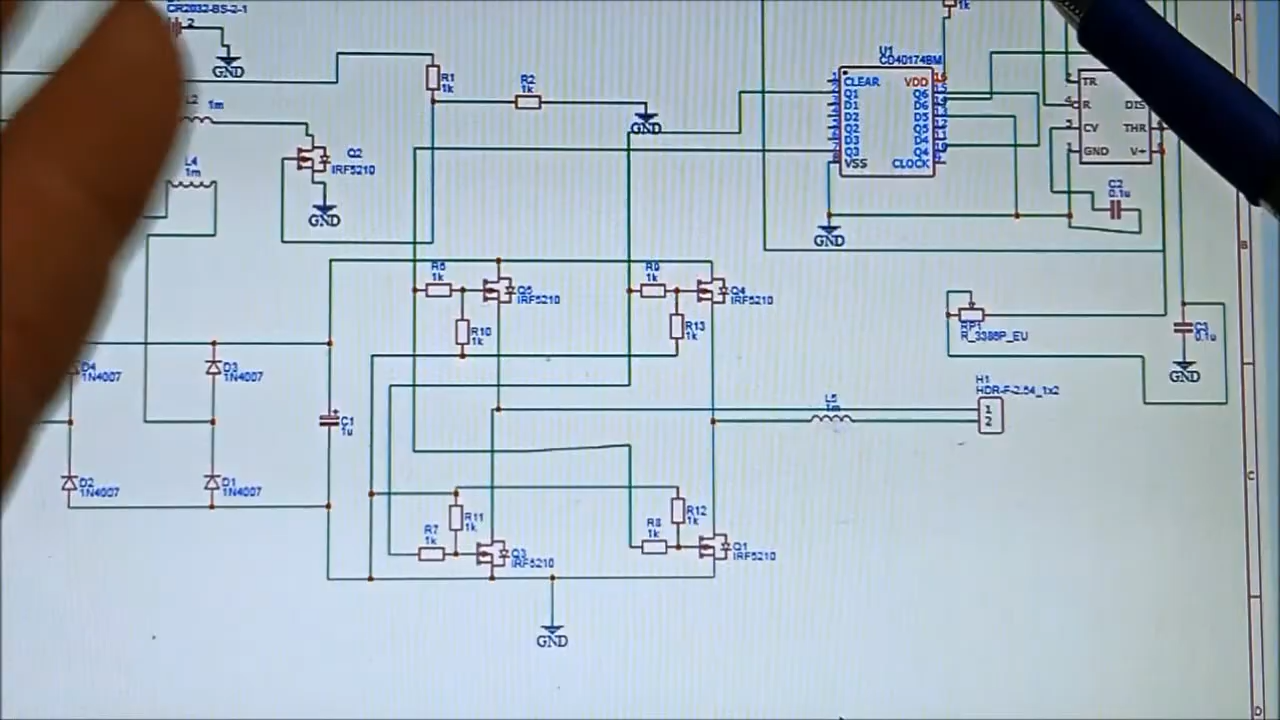 CR2032-BS-2-1
2
GND
L2
1m
R1
1k
R2
1k
GND
Q2
IRF5210
GND
L4
1m
U1
CD40174BM
CLEAR
Q1
D1
D2
Q2
D3
Q3
VSS
VDD
Q6
D6
D5
Q5
D4
Q4
CLOCK
GND
1k
TR
R
CV
GND
DIS
THR
V+
C2
0.1u
RP1
R_3386P_EU
C3
0.1u
GND
R6
1k
Q5
IRF5210
R10
1k
R9
1k
Q4
IRF5210
R13
1k
D4
1N4007
D3
1N4007
C1
1u
D2
1N4007
D1
1N4007
L5
1m
H1
HDR-F-2.54_1x2
1
2
R11
1k
R7
1k
Q3
IRF5210
R12
1k
R8
1k
Q1
IRF5210
GND
A
B
C
D